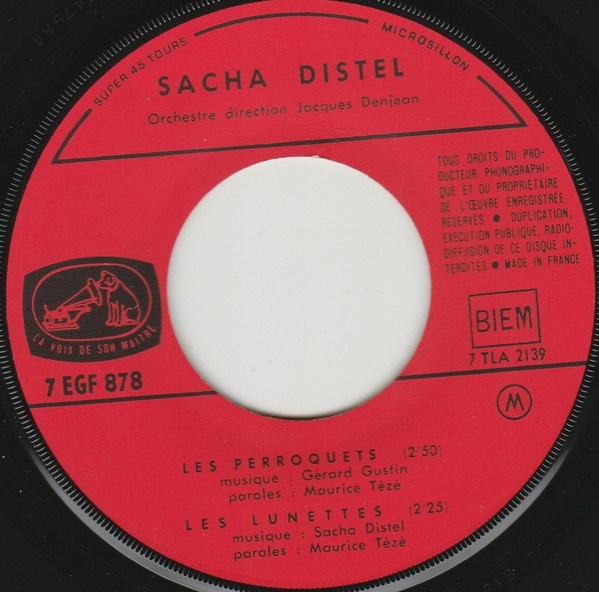 SUPER 45 TOURS
MICROSILLON
SACHA DISTEL
Orchestre direction Jacques Denjean
TOUS DROITS DU PRO-
DUCTEUR PHONOGRAPHI-
QUE ET DU PROPRIÉTAIRE
DE L'ŒUVRE ENREGISTRÉE
RÉSERVÉS ● DUPLICATION,
EXÉCUTION PUBLIQUE, RADIO-
DIFFUSION DE CE DISQUE IN-
TERDITES ● MADE IN FRANCE
LA VOIX DE SON MAITRE
BIEM
7 TLA 2139
7 EGF 878
M
LES PERROQUETS (2'50)
musique : Gérard Gustin
paroles : Maurice Tézé
LES LUNETTES (2'25)
musique : Sacha Distel
paroles : Maurice Tézé